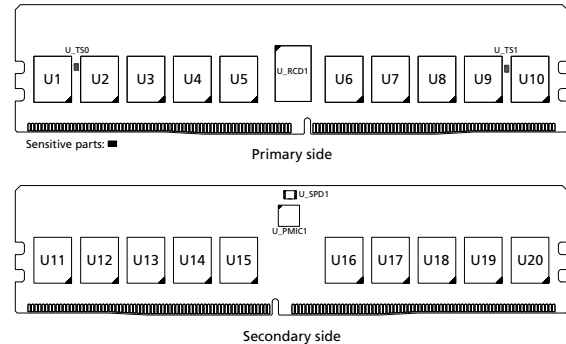 U_TS0 U_TS1
U1 U2 U3 U4 U5 U_RCD1 U6 U7 U8 U9 U10
Sensitive parts:
Primary side
U_SPD1
U_PMIC1
U11 U12 U13 U14 U15 U16 U17 U18 U19 U20
Secondary side